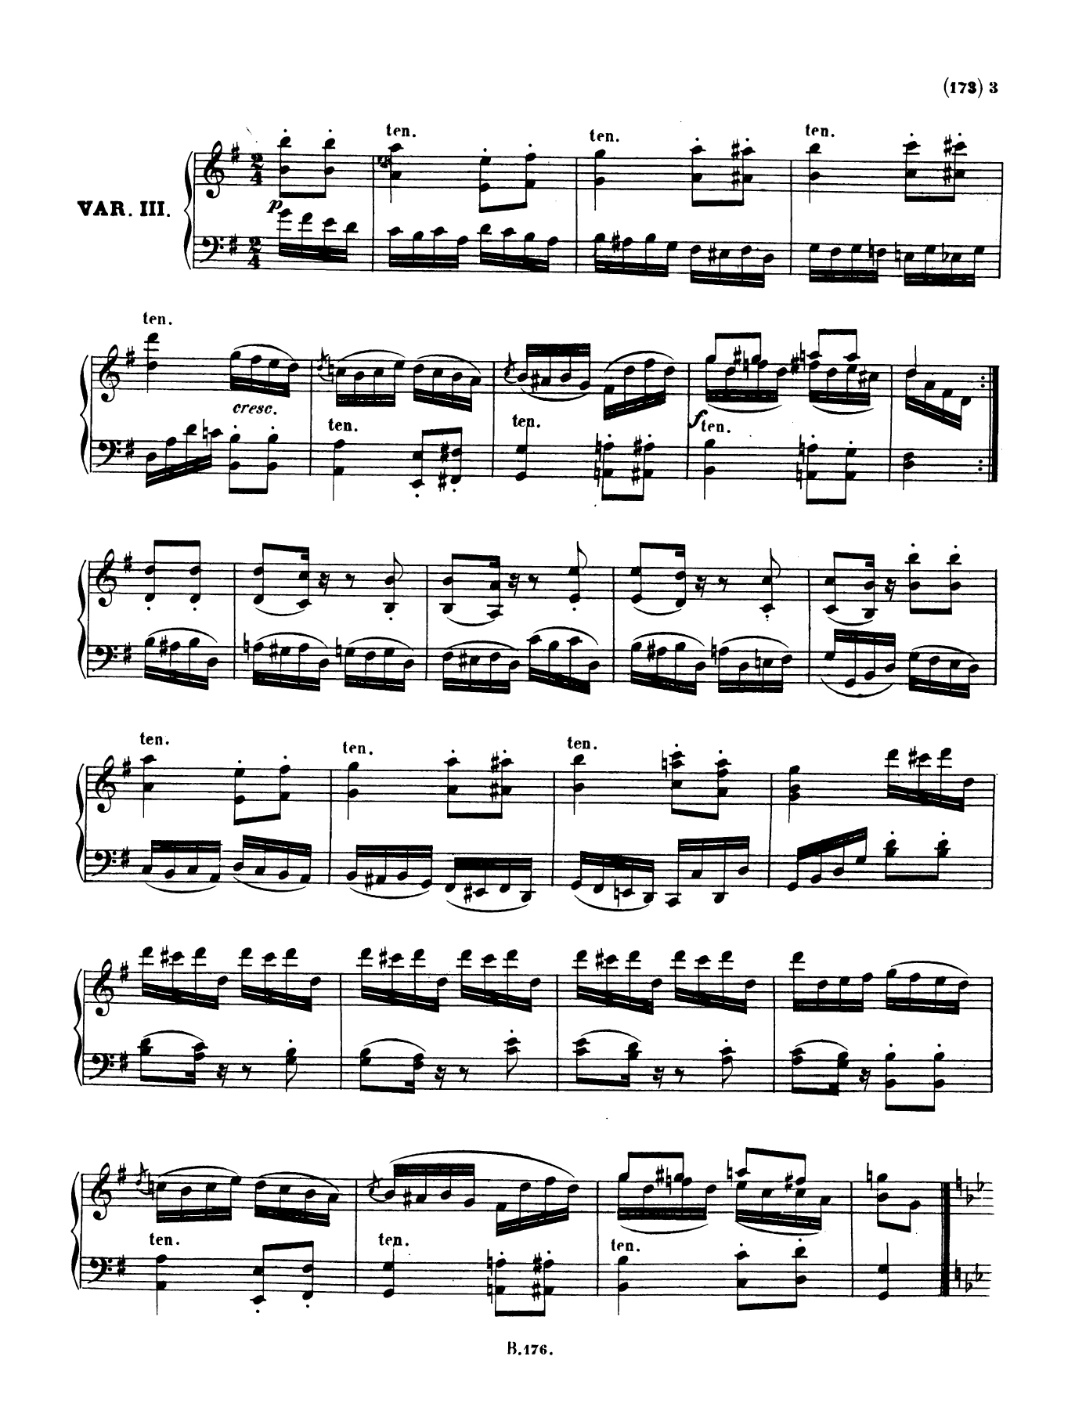 (173) 3
ten. ten. ten.
VAR. III.
p
ten.
cresc.
ten. ten. ten.
f
ten. ten. ten.
ten. ten. ten.
B.176.